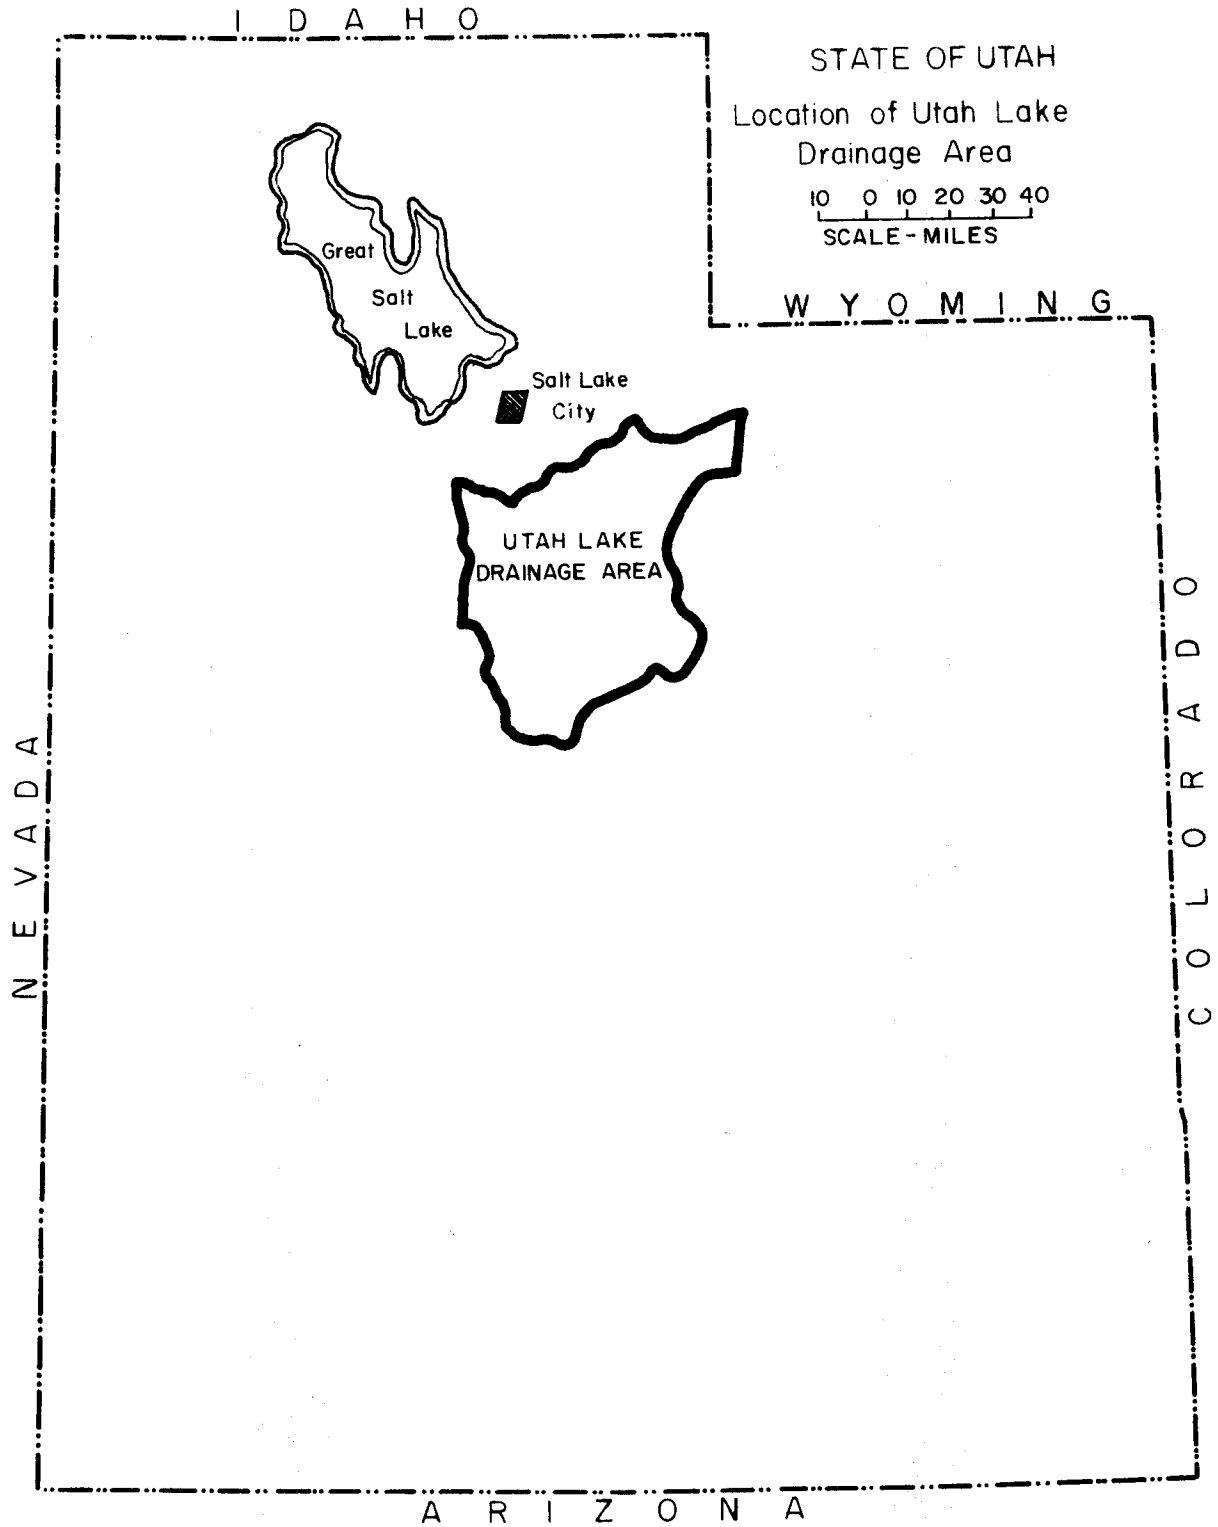 IDAHO
STATE OF UTAH
Location of Utah Lake
Drainage Area
10 0 10 20 30 40
SCALE-MILES
WYOMING
Great
Salt
Lake
Salt Lake
City
UTAH LAKE
DRAINAGE AREA
NEVADA
COLORADO
ARIZONA